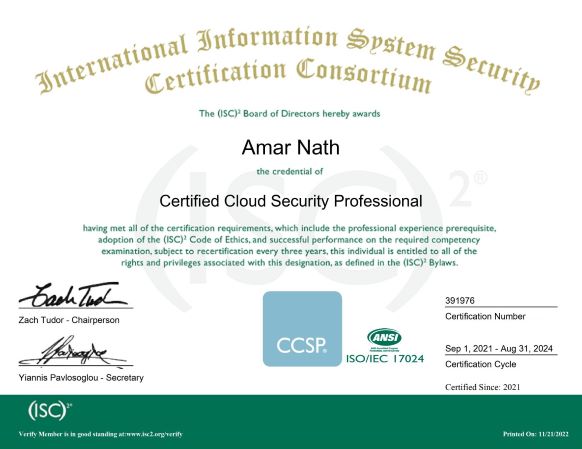 International Information System Security
Certification Consortium
The (ISC)² Board of Directors hereby awards
Amar Nath
the credential of
Certified Cloud Security Professional
(ISC)²®
having met all of the certification requirements, which include the professional experience prerequisite,
adoption of the (ISC)² Code of Ethics, and successful performance on the required competency
examination, subject to recertification every three years, this individual is entitled to all of the
rights and privileges associated with this designation, as defined in the (ISC)² Bylaws.
Zach Tudor
Zach Tudor - Chairperson
Yiannis Pavlosoglou - Secretary
CCSP®
ANSI
ISO/IEC 17024
391976
Certification Number
Sep 1, 2021 - Aug 31, 2024
Certification Cycle
Certified Since: 2021
(ISC)²®
Verify Member is in good standing at:www.isc2.org/verify
Printed On: 11/21/2022